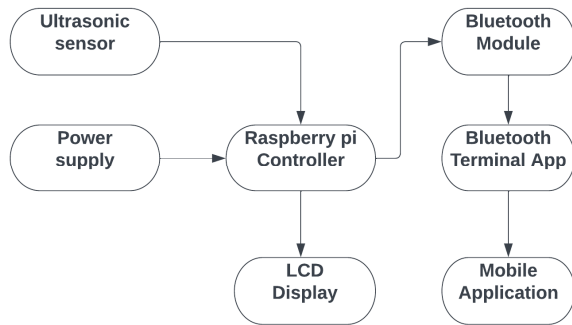 Ultrasonic
sensor
Bluetooth
Module
Power
supply
Raspberry pi
Controller
Bluetooth
Terminal App
LCD
Display
Mobile
Application